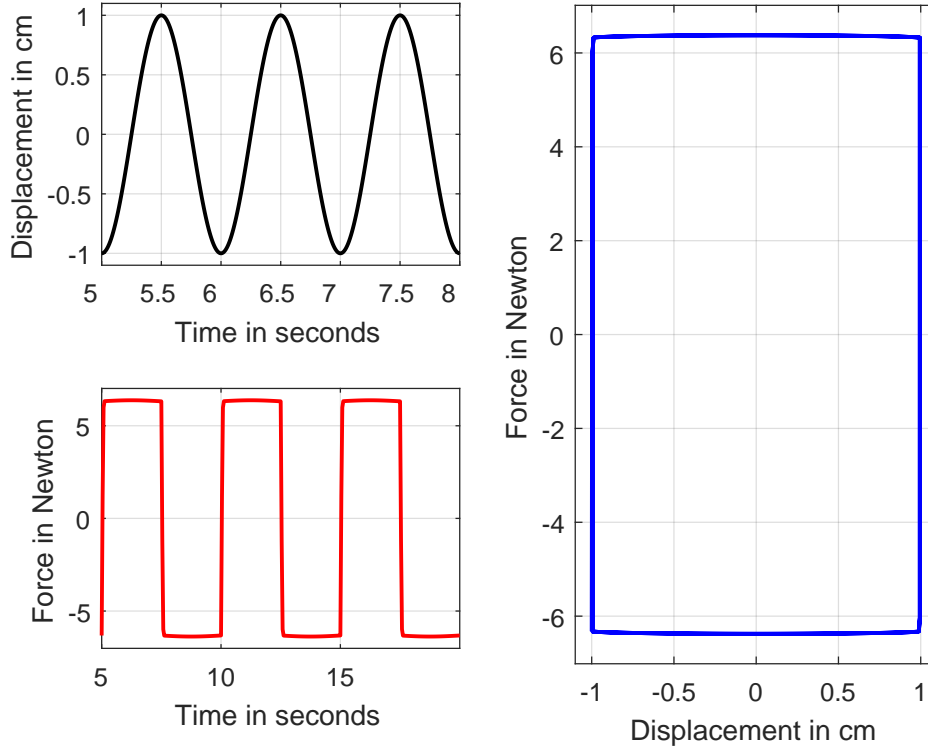 Displacement in cm
1
0.5
0
-0.5
-1
5 5.5 6 6.5 7 7.5 8
Time in seconds
Force in Newton
5
0
-5
5 10 15
Time in seconds
Force in Newton
6
4
2
0
-2
-4
-6
-1 -0.5 0 0.5 1
Displacement in cm